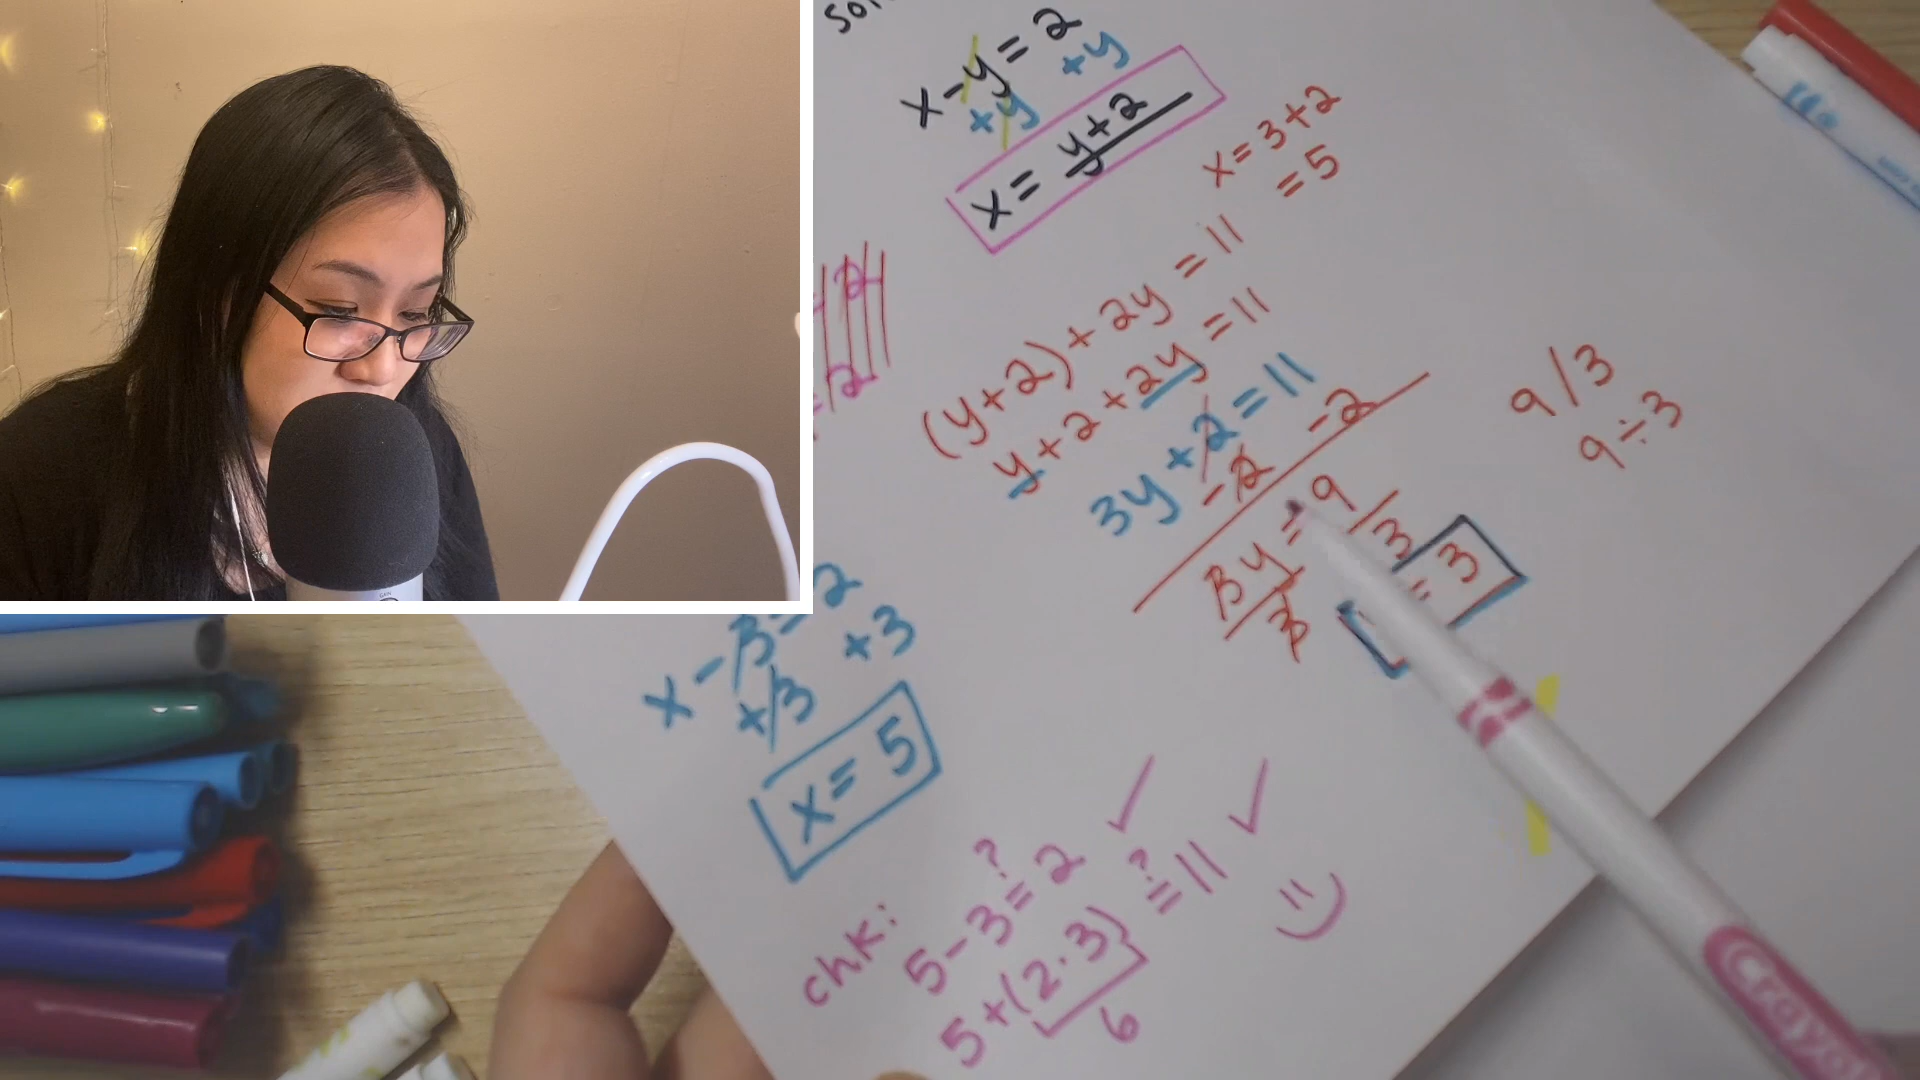 x-y=2
+y +y
x = y+2
x = 3+2
= 5
(y+2)+2y = 11
y+2+2y = 11
3y+2 = 11
-2 -2
3y = 9/3
3
= 3
9/3
9÷3
x-3=2
+3 +3
x = 5
chk:
5-3 ?= 2 ✓
5+(2·3) ?= 11 ✓
6